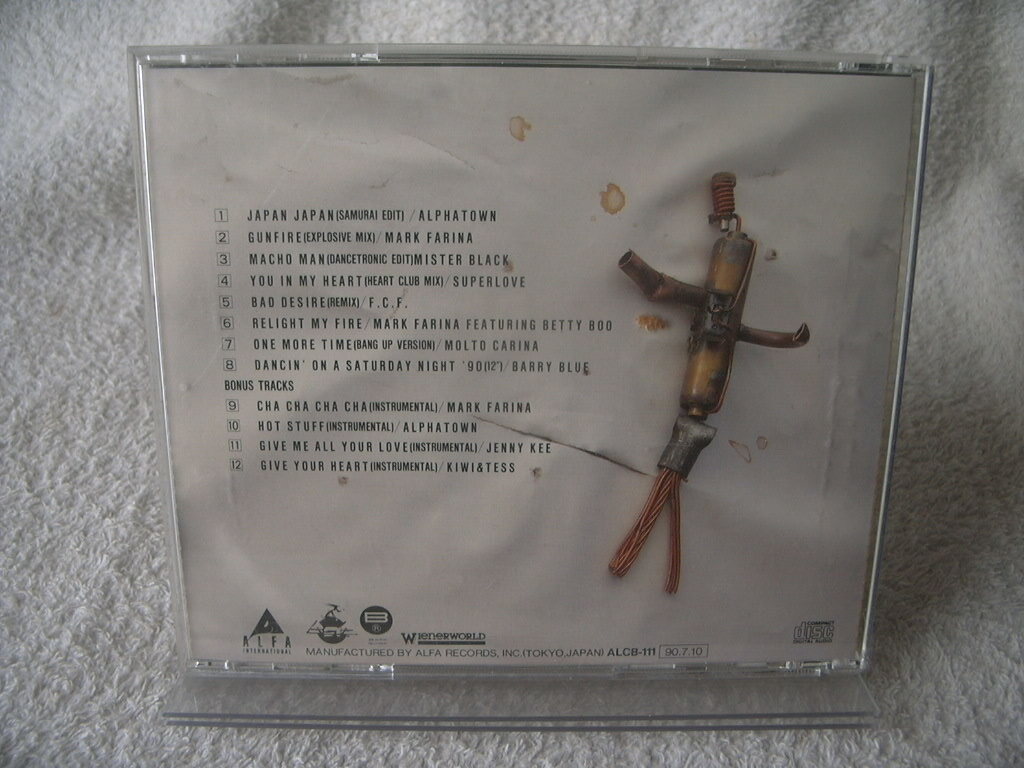 1 JAPAN JAPAN(SAMURAI EDIT)/ALPHATOWN
2 GUNFIRE(EXPLOSIVE MIX)/MARK FARINA
3 MACHO MAN(DANCETRONIC EDIT)MISTER BLACK
4 YOU IN MY HEART(HEART CLUB MIX)/SUPERLOVE
5 BAD DESIRE(REMIX)/F.C.F.
6 RELIGHT MY FIRE/MARK FARINA FEATURING BETTY BOO
7 ONE MORE TIME(BANG UP VERSION)/MOLTO CARINA
8 DANCIN' ON A SATURDAY NIGHT '90(12")/BARRY BLUE
BONUS TRACKS
9 CHA CHA CHA CHA(INSTRUMENTAL)/MARK FARINA
10 HOT STUFF(INSTRUMENTAL)/ALPHATOWN
11 GIVE ME ALL YOUR LOVE(INSTRUMENTAL)/JENNY KEE
12 GIVE YOUR HEART(INSTRUMENTAL)/KIWI&TESS
ALFA
INTERNATIONAL
B
WIENERWORLD
COMPACT
disc
DIGITAL AUDIO
MANUFACTURED BY ALFA RECORDS, INC.(TOKYO,JAPAN) ALCB-111 90.7.10